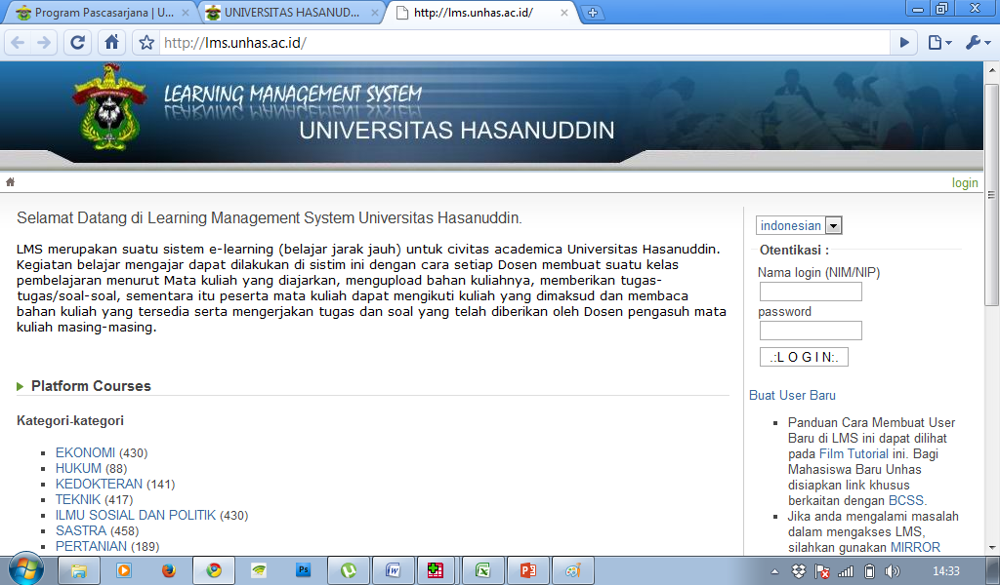 Program Pascasarjana | U...
UNIVERSITAS HASANUD...
http://lms.unhas.ac.id/
http://lms.unhas.ac.id/
LEARNING MANAGEMENT SYSTEM
UNIVERSITAS HASANUDDIN
login
Selamat Datang di Learning Management System Universitas Hasanuddin.
LMS merupakan suatu sistem e-learning (belajar jarak jauh) untuk civitas academica Universitas Hasanuddin.
Kegiatan belajar mengajar dapat dilakukan di sistim ini dengan cara setiap Dosen membuat suatu kelas
pembelajaran menurut Mata kuliah yang diajarkan, mengupload bahan kuliahnya, memberikan tugas-
tugas/soal-soal, sementara itu peserta mata kuliah dapat mengikuti kuliah yang dimaksud dan membaca
bahan kuliah yang tersedia serta mengerjakan tugas dan soal yang telah diberikan oleh Dosen pengasuh mata
kuliah masing-masing.
Platform Courses
Kategori-kategori
EKONOMI (430)
HUKUM (88)
KEDOKTERAN (141)
TEKNIK (417)
ILMU SOSIAL DAN POLITIK (430)
SASTRA (458)
PERTANIAN (189)
indonesian
Otentikasi :
Nama login (NIM/NIP)
password
.:L O G I N:.
Buat User Baru
Panduan Cara Membuat User
Baru di LMS ini dapat dilihat
pada Film Tutorial ini. Bagi
Mahasiswa Baru Unhas
disiapkan link khusus
berkaitan dengan BCSS.
Jika anda mengalami masalah
dalam mengakses LMS,
silahkan gunakan MIRROR
Ps
14:33